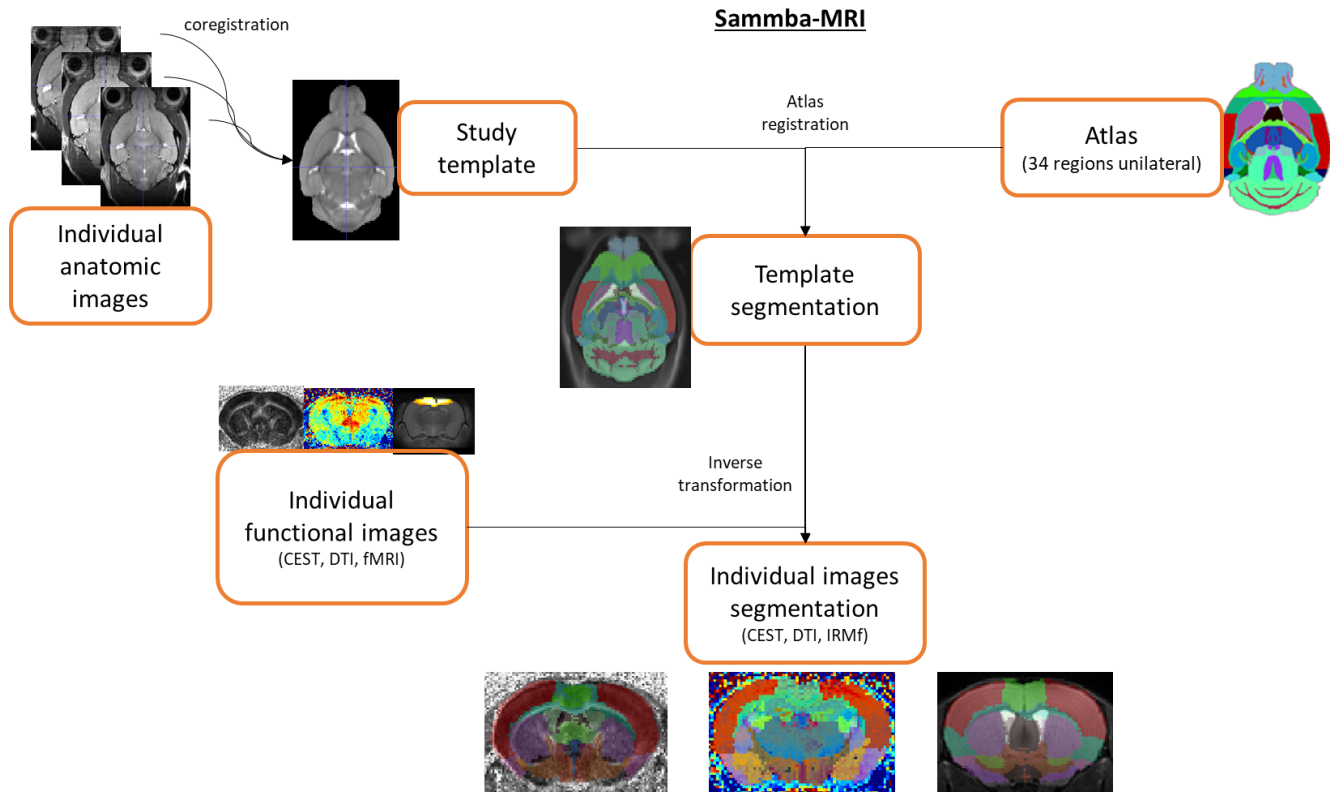 Sammba-MRI
coregistration
Study
template
Atlas
registration
Atlas
(34 regions unilateral)
Individual
anatomic
images
Template
segmentation
Inverse
transformation
Individual
functional images
(CEST, DTI, fMRI)
Individual images
segmentation
(CEST, DTI, IRMf)